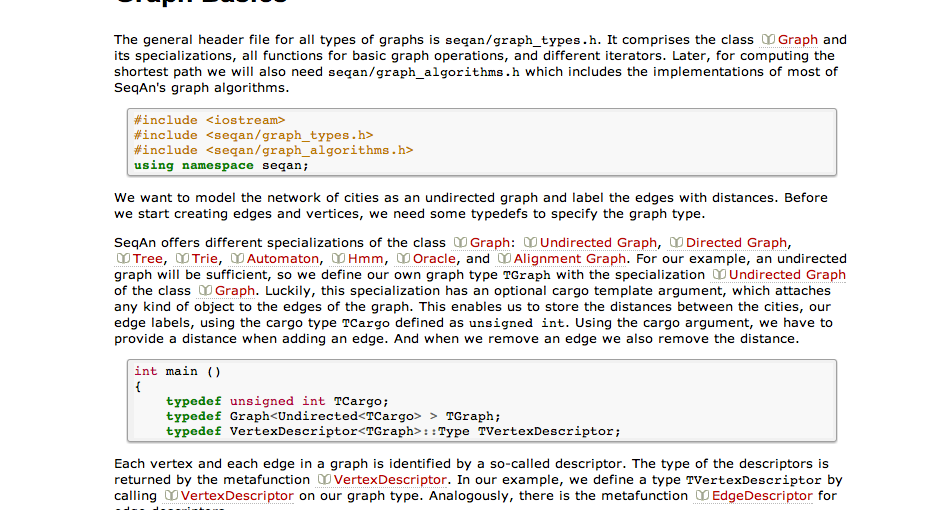 Graph Basics
The general header file for all types of graphs is seqan/graph_types.h. It comprises the class Graph and
its specializations, all functions for basic graph operations, and different iterators. Later, for computing the
shortest path we will also need seqan/graph_algorithms.h which includes the implementations of most of
SeqAn's graph algorithms.
#include <iostream>
#include <seqan/graph_types.h>
#include <seqan/graph_algorithms.h>
using namespace seqan;
We want to model the network of cities as an undirected graph and label the edges with distances. Before
we start creating edges and vertices, we need some typedefs to specify the graph type.
SeqAn offers different specializations of the class Graph: Undirected Graph, Directed Graph,
Tree, Trie, Automaton, Hmm, Oracle, and Alignment Graph. For our example, an undirected
graph will be sufficient, so we define our own graph type TGraph with the specialization Undirected Graph
of the class Graph. Luckily, this specialization has an optional cargo template argument, which attaches
any kind of object to the edges of the graph. This enables us to store the distances between the cities, our
edge labels, using the cargo type TCargo defined as unsigned int. Using the cargo argument, we have to
provide a distance when adding an edge. And when we remove an edge we also remove the distance.
int main ()
{
typedef unsigned int TCargo;
typedef Graph<Undirected<TCargo> > TGraph;
typedef VertexDescriptor<TGraph>::Type TVertexDescriptor;
Each vertex and each edge in a graph is identified by a so-called descriptor. The type of the descriptors is
returned by the metafunction VertexDescriptor. In our example, we define a type TVertexDescriptor by
calling VertexDescriptor on our graph type. Analogously, there is the metafunction EdgeDescriptor for
edge descriptors.